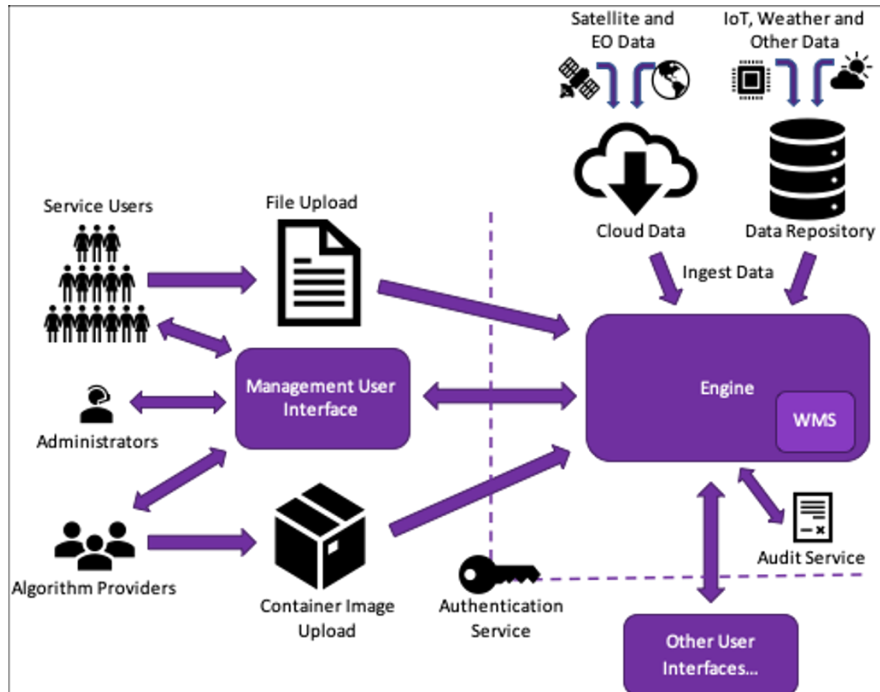 Satellite and
EO Data
IoT, Weather and
Other Data
Service Users
File Upload
Cloud Data
Data Repository
Ingest Data
Management User
Interface
Engine
WMS
Administrators
Audit Service
Algorithm Providers
Container Image
Upload
Authentication
Service
Other User
Interfaces...